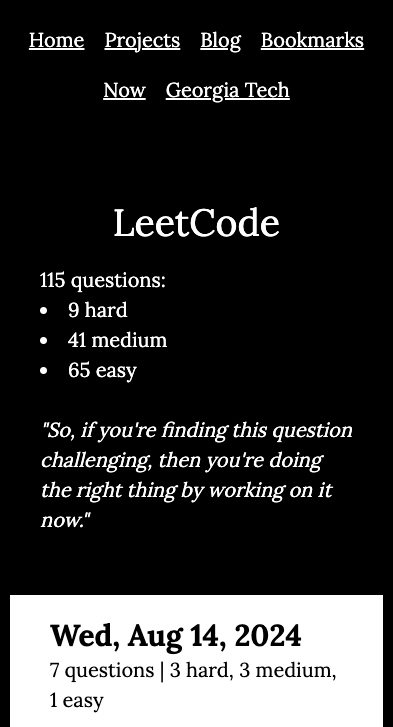 Home Projects Blog Bookmarks
Now Georgia Tech
LeetCode
115 questions:
• 9 hard
• 41 medium
• 65 easy
"So, if you're finding this question
challenging, then you're doing
the right thing by working on it
now."
Wed, Aug 14, 2024
7 questions | 3 hard, 3 medium,
1 easy